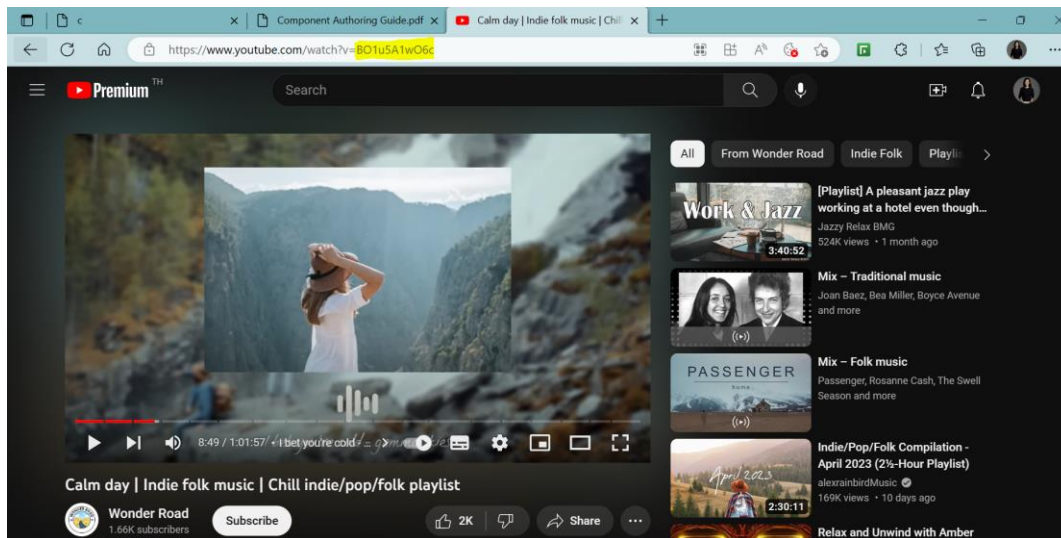 c
Component Authoring Guide.pdf
Calm day | Indie folk music | Chill
https://www.youtube.com/watch?v=BO1u5A1wO6c
Premium TH
Search
All
From Wonder Road
Indie Folk
Work & Jazz
3:40:52
[Playlist] A pleasant jazz play
working at a hotel even though...
Jazzy Relax BMG
524K views • 1 month ago
Mix – Traditional music
Joan Baez, Bea Miller, Boyce Avenue
and more
PASSENGER
home.
Mix – Folk music
Passenger, Rosanne Cash, The Swell
Season and more
April 2023
2:30:11
Indie/Pop/Folk Compilation -
April 2023 (2½-Hour Playlist)
alexrainbirdMusic
169K views • 10 days ago
Relax and Unwind with Amber
8:49 / 1:01:57 • I bet you're cold
Calm day | Indie folk music | Chill indie/pop/folk playlist
Wonder Road
1.66K subscribers
Subscribe
2K
Share